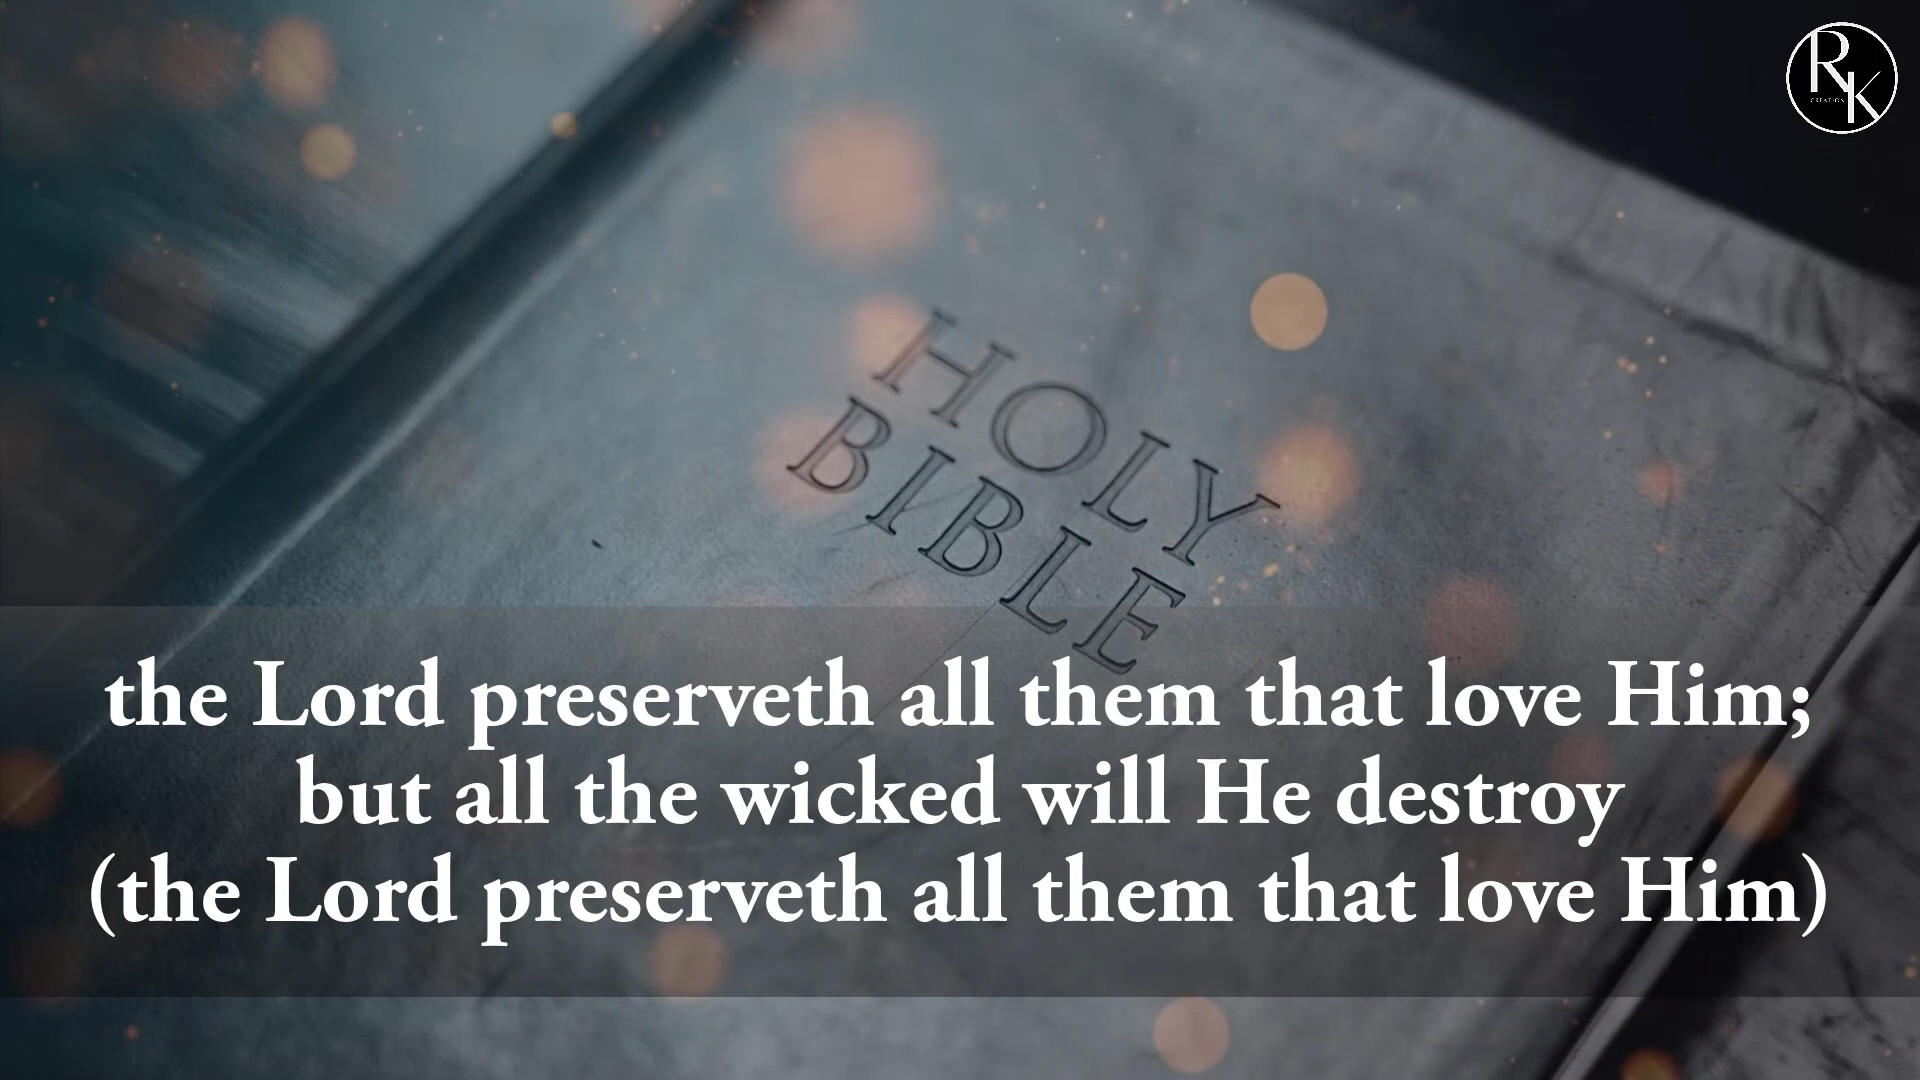 RK
CREATION
HOLY
BIBLE
the Lord preserveth all them that love Him;
but all the wicked will He destroy
(the Lord preserveth all them that love Him)